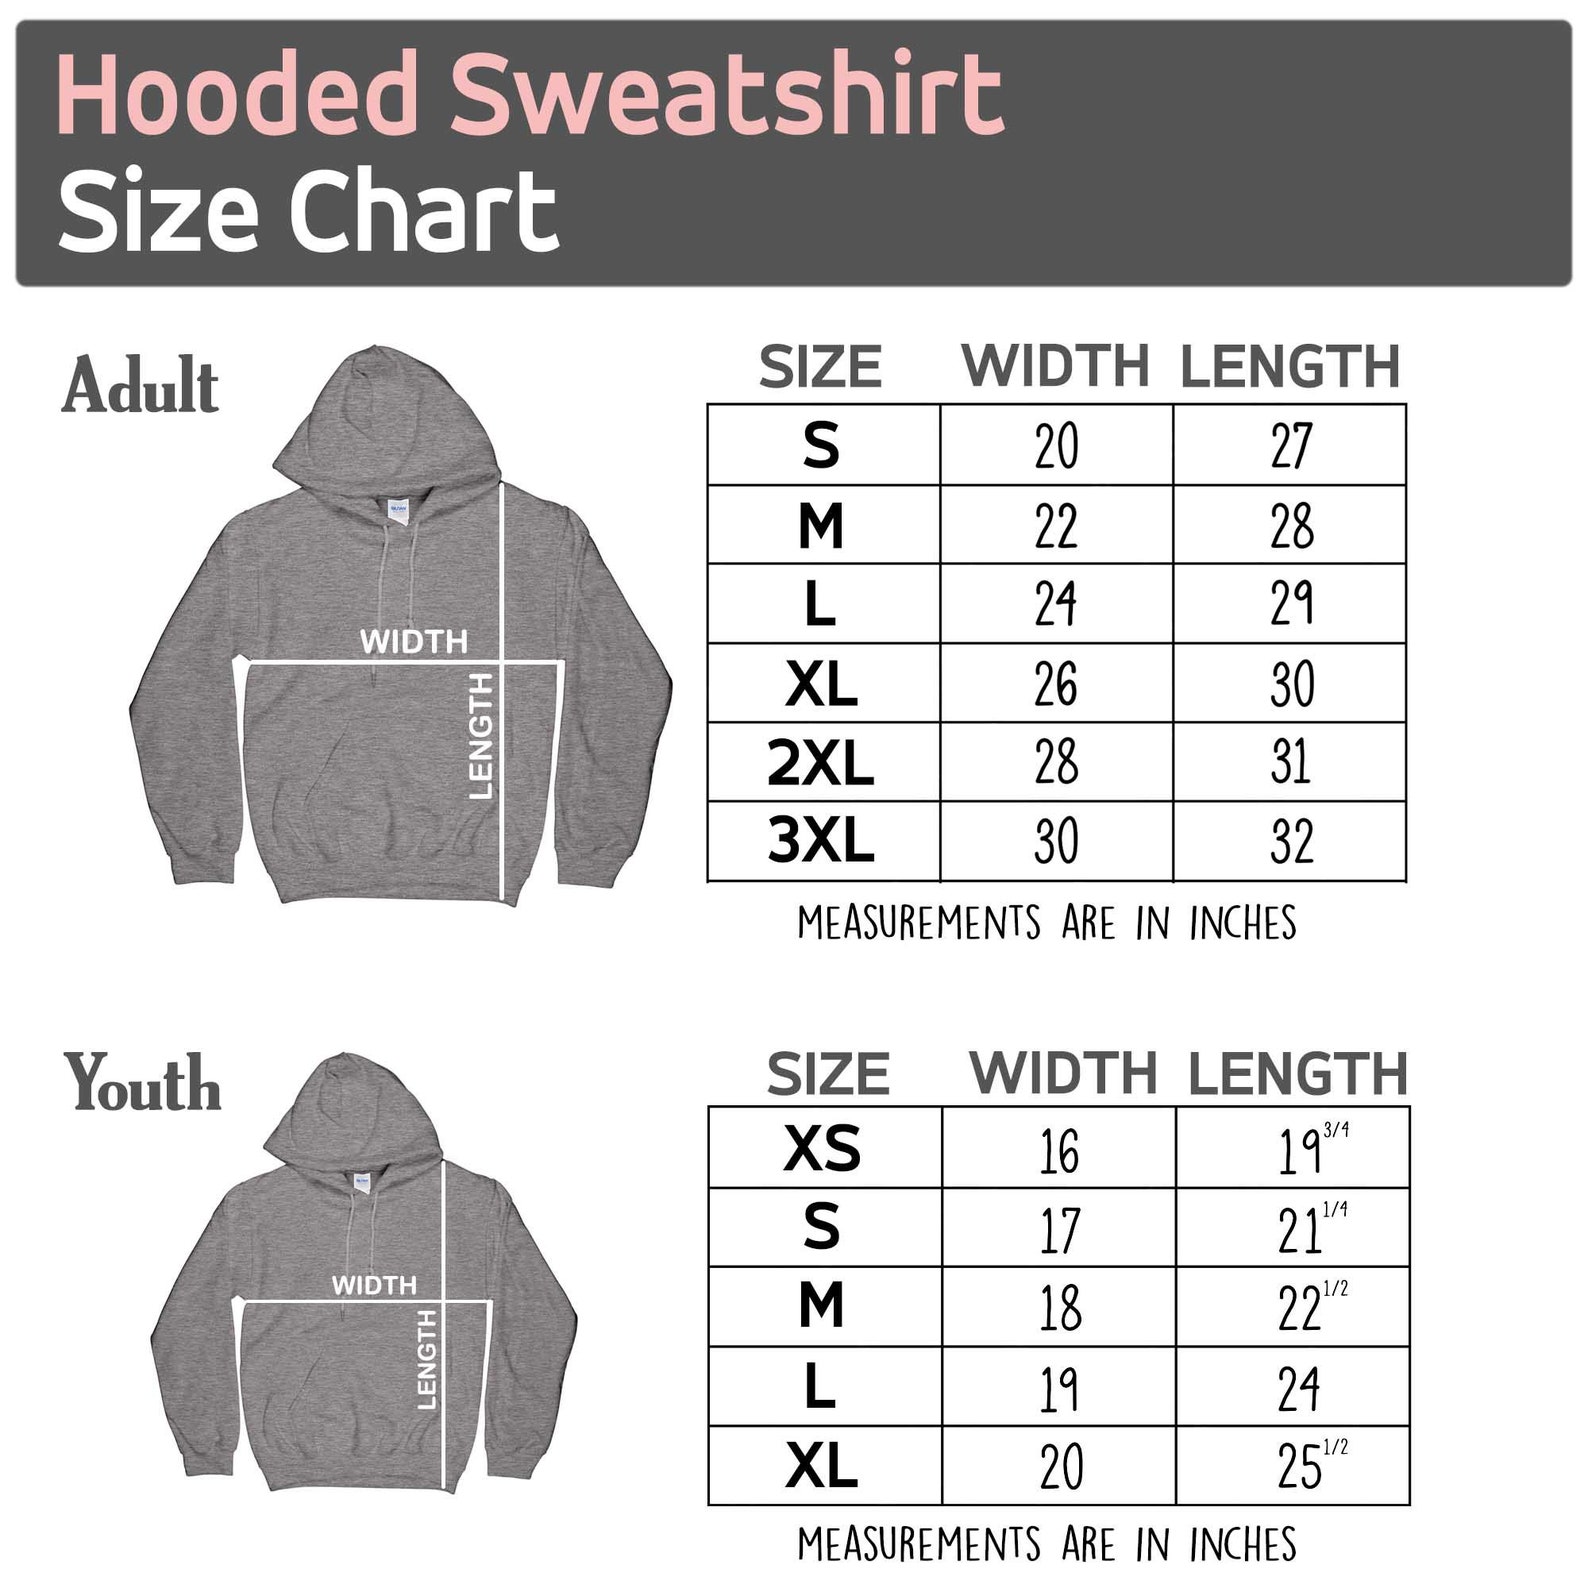 Hooded Sweatshirt
Size Chart
Adult
SIZE WIDTH LENGTH
S 20 27
M 22 28
L 24 29
XL 26 30
2XL 28 31
3XL 30 32
MEASUREMENTS ARE IN INCHES
WIDTH
LENGTH
Youth
SIZE WIDTH LENGTH
XS 16 19 3/4
S 17 21 1/4
M 18 22 1/2
L 19 24
XL 20 25 1/2
MEASUREMENTS ARE IN INCHES
WIDTH
LENGTH